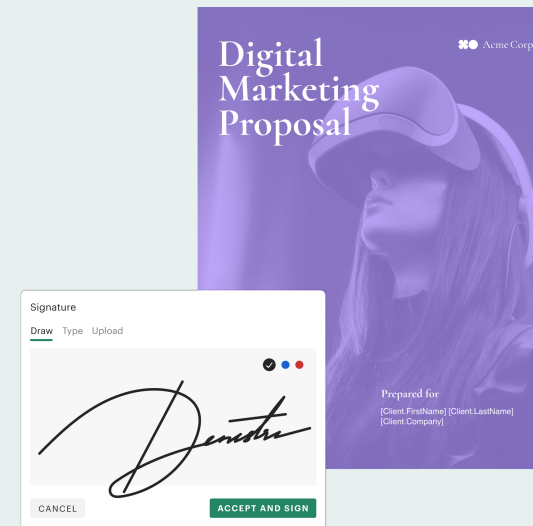 Digital
Marketing
Proposal
Acme Corp
Prepared for
[Client.FirstName] [Client.LastName]
[Client.Company]
Signature
Draw Type Upload
CANCEL
ACCEPT AND SIGN